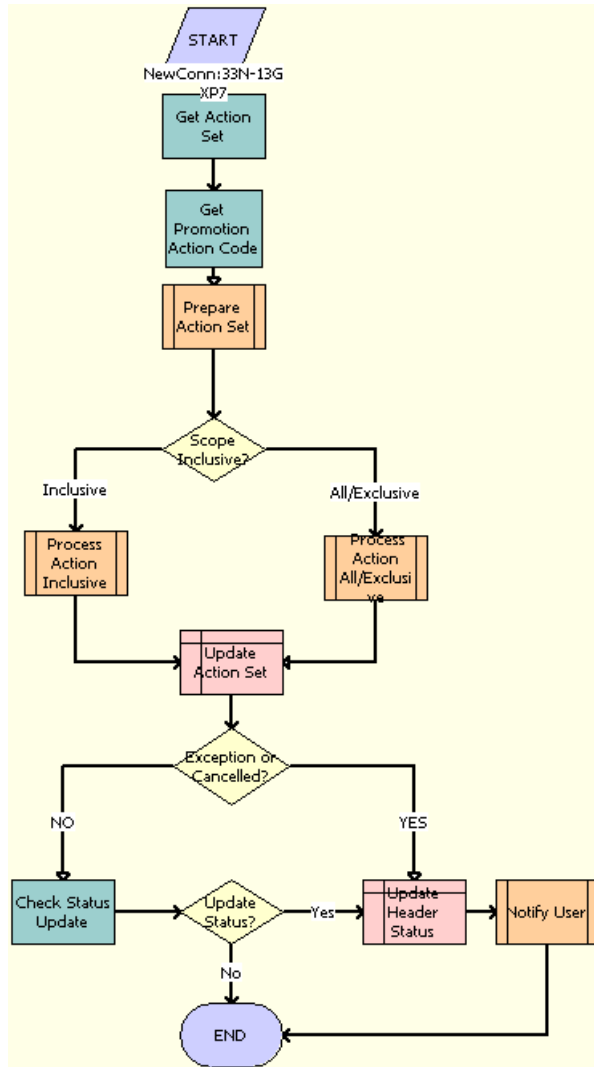 START
NewConn:33N-13G
XP7
Get Action
Set
Get
Promotion
Action Code
Prepare
Action Set
Scope
Inclusive?
Inclusive
All/Exclusive
Process
Action
Inclusive
Process
Action
All/Exclusi
ve
Update
Action Set
Exception or
Cancelled?
NO
YES
Check Status
Update
Update
Status?
Yes
Update
Header
Status
Notify User
No
END